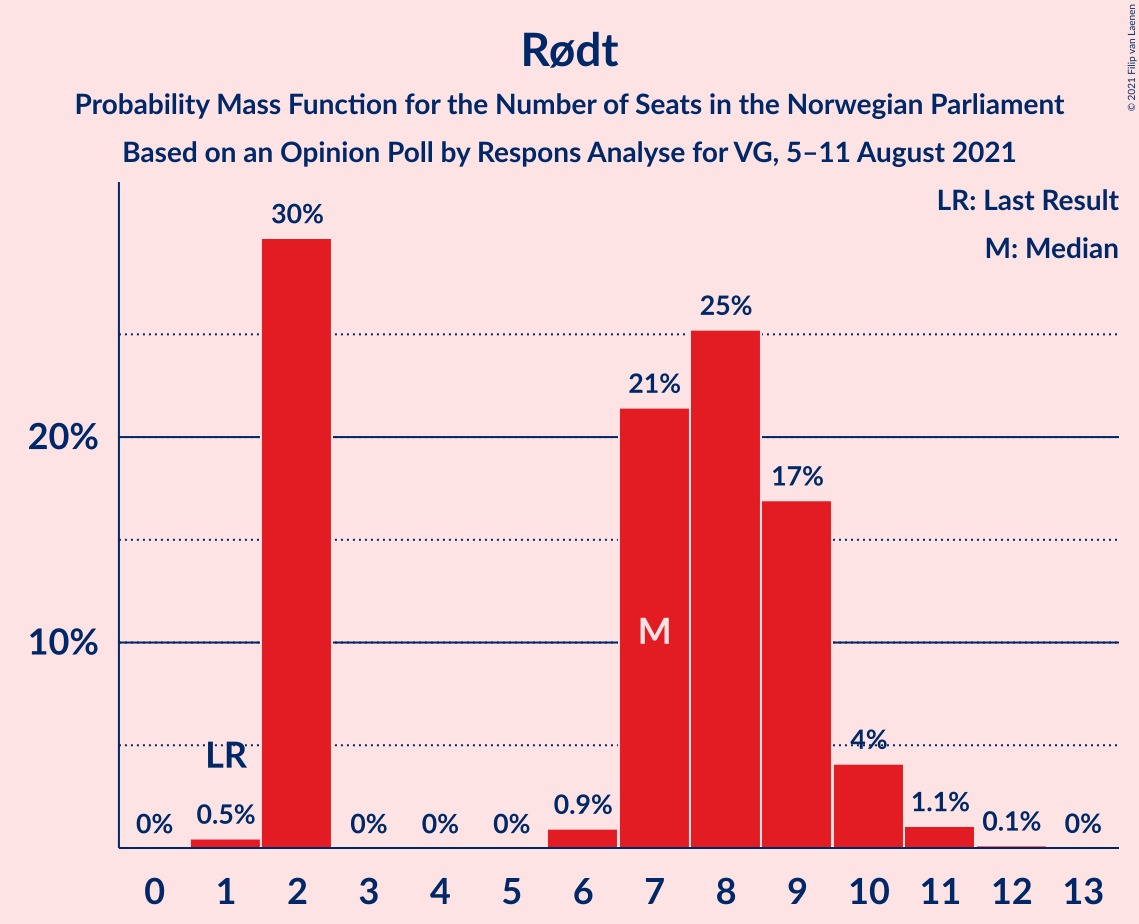 © 2021 Filip van Laenen
Rødt
Probability Mass Function for the Number of Seats in the Norwegian Parliament
Based on an Opinion Poll by Respons Analyse for VG, 5–11 August 2021
LR: Last Result
M: Median
30%
25%
21%
20%
17%
M
10%
LR
4%
0% 0.5% 0% 0% 0% 0.9% 1.1% 0.1% 0%
0 1 2 3 4 5 6 7 8 9 10 11 12 13